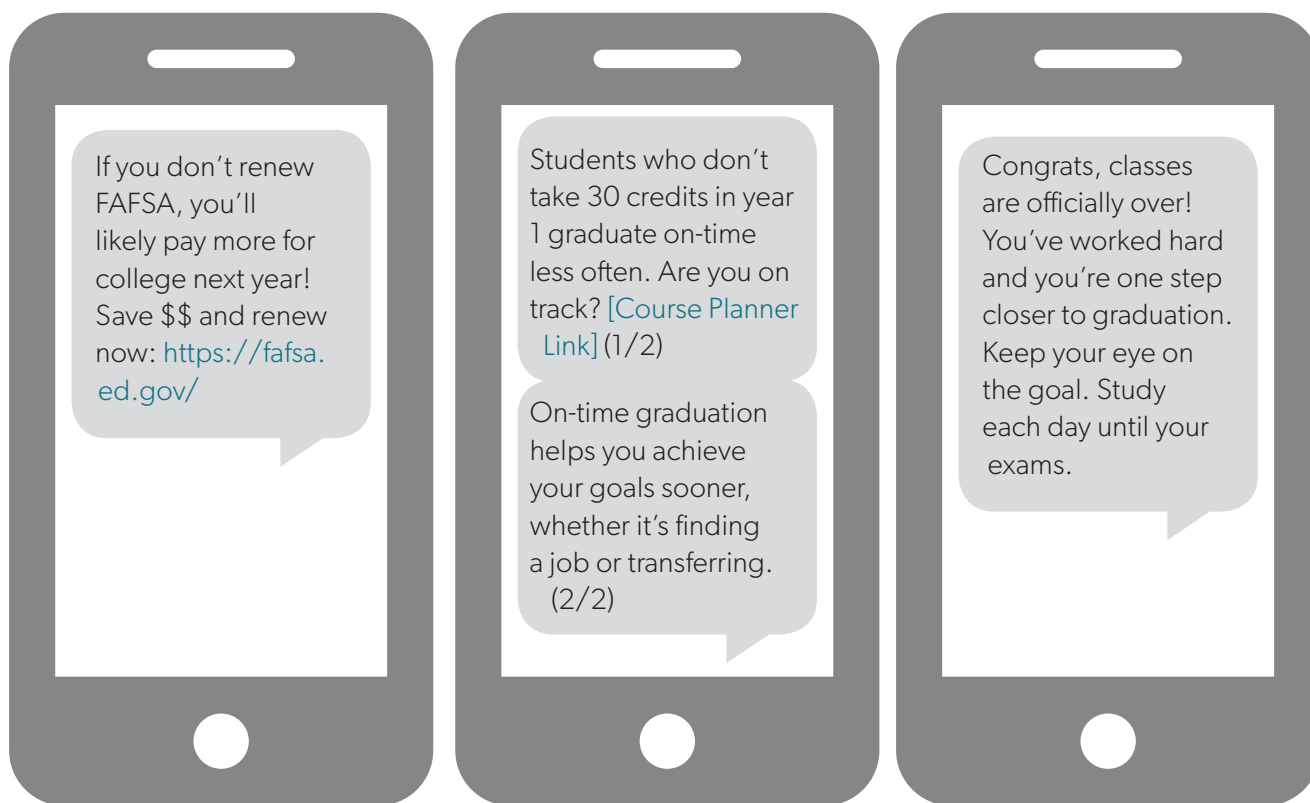 If you don't renew
FAFSA, you'll
likely pay more for
college next year!
Save $$ and renew
now: https://fafsa.
ed.gov/
Students who don't
take 30 credits in year
1 graduate on-time
less often. Are you on
track? [Course Planner
Link] (1/2)
On-time graduation
helps you achieve
your goals sooner,
whether it's finding
a job or transferring.
(2/2)
Congrats, classes
are officially over!
You've worked hard
and you're one step
closer to graduation.
Keep your eye on
the goal. Study
each day until your
exams.